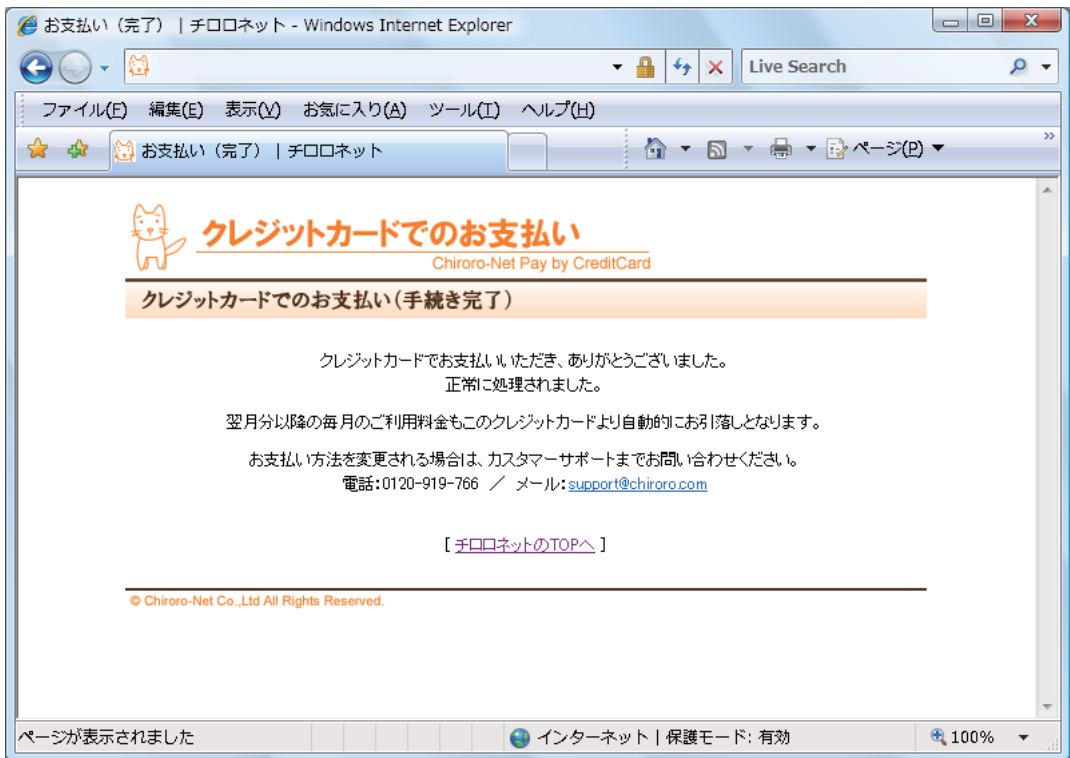 お支払い（完了）｜チロロネット - Windows Internet Explorer
Live Search
ファイル(F) 編集(E) 表示(V) お気に入り(A) ツール(T) ヘルプ(H)
お支払い（完了）｜チロロネット
ページ(P)
クレジットカードでのお支払い
Chiroro-Net Pay by CreditCard
クレジットカードでのお支払い（手続き完了）
クレジットカードでお支払いいただき、ありがとうございました。
正常に処理されました。
翌月分以降の毎月のご利用料金もこのクレジットカードより自動的にお引落しとなります。
お支払い方法を変更される場合は、カスタマーサポートまでお問い合わせください。
電話：0120-919-766 ／ メール：support@chiroro.com
[ チロロネットのTOPへ ]
© Chiroro-Net Co.,Ltd All Rights Reserved.
ページが表示されました
インターネット | 保護モード: 有効
100%